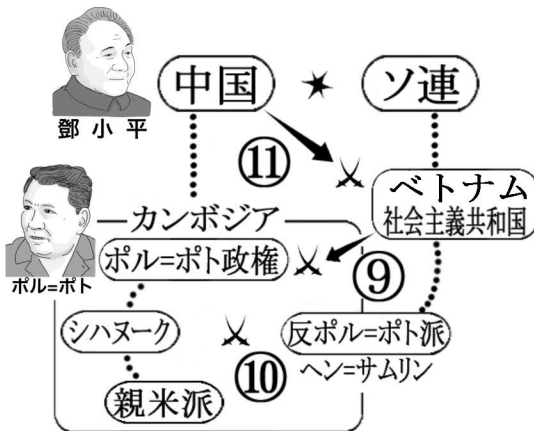 中国
ソ連
鄧小平
⑪
ベトナム
社会主義共和国
カンボジア
ポル=ポト政権
⑨
ポル=ポト
シハヌーク
反ポル=ポト派
ヘン=サムリン
⑩
親米派